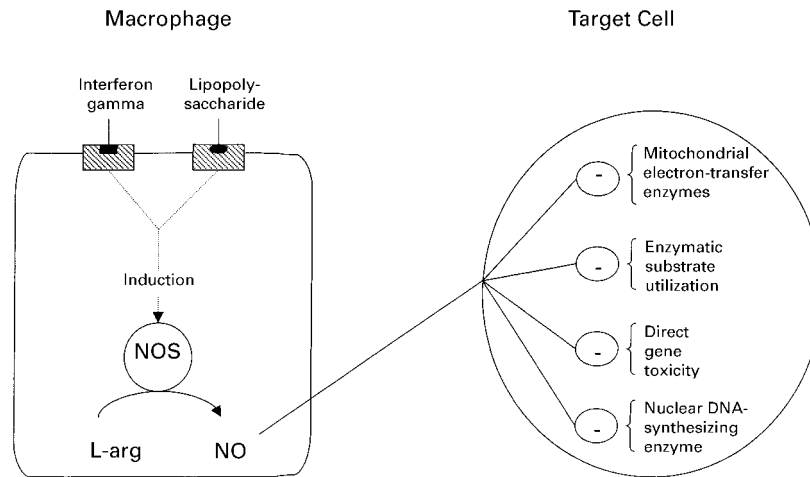 Macrophage
Target Cell
Interferon
gamma
Lipopoly-
saccharide
Induction
NOS
L-arg
NO
-
Mitochondrial
electron-transfer
enzymes
-
Enzymatic
substrate
utilization
-
Direct
gene
toxicity
-
Nuclear DNA-
synthesizing
enzyme